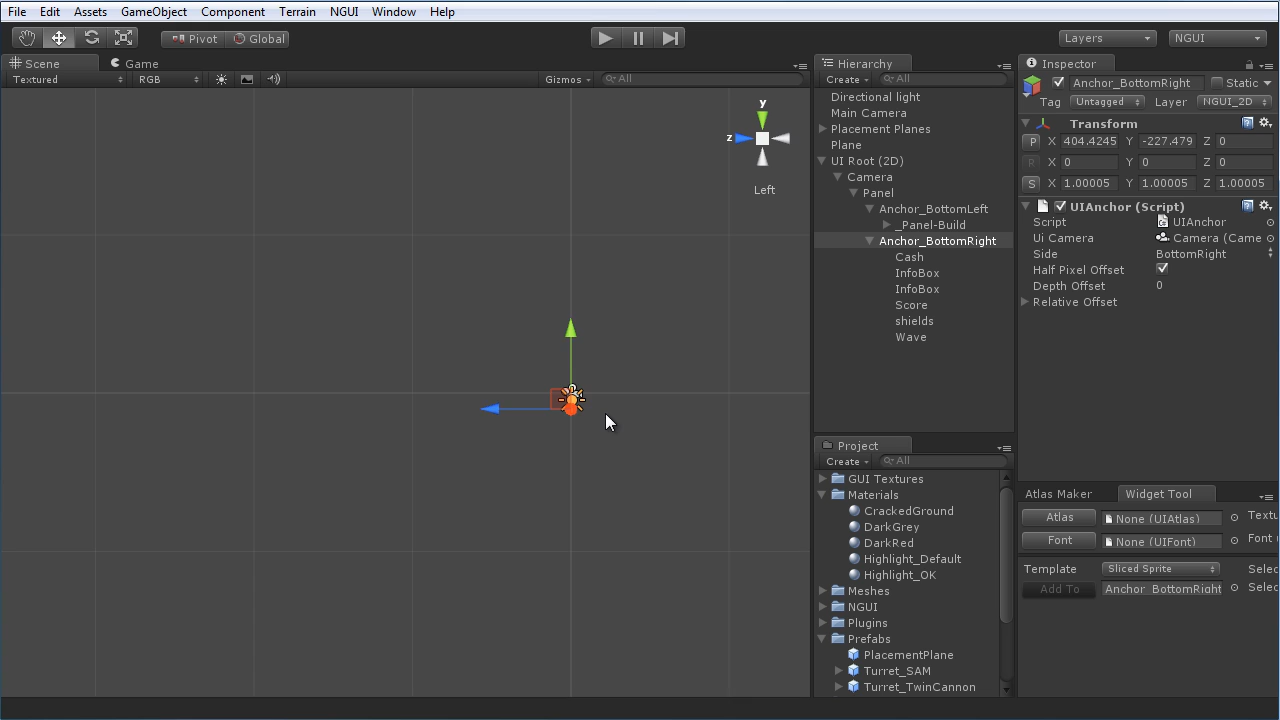 File Edit Assets GameObject Component Terrain NGUI Window Help
Pivot Global Layers NGUI
Scene Game
Textured RGB Gizmos All
y
z
Left
Hierarchy
Create All
Directional light
Main Camera
Placement Planes
Plane
UI Root (2D)
Camera
Panel
Anchor_BottomLeft
_Panel-Build
Anchor_BottomRight
Cash
InfoBox
InfoBox
Score
shields
Wave
Project
Create All
GUI Textures
Materials
CrackedGround
DarkGrey
DarkRed
Highlight_Default
Highlight_OK
Meshes
NGUI
Plugins
Prefabs
PlacementPlane
Turret_SAM
Turret_TwinCannon
Inspector
Anchor_BottomRight Static
Tag Untagged Layer NGUI_2D
Transform
P X 404.4245 Y -227.479 Z 0
R X 0 Y 0 Z 0
S X 1.00005 Y 1.00005 Z 1.00005
UIAnchor (Script)
Script UIAnchor
Ui Camera Camera (Came
Side BottomRight
Half Pixel Offset
Depth Offset 0
Relative Offset
Atlas Maker Widget Tool
Atlas None (UIAtlas) Textu
Font None (UIFont) Font
Template Sliced Sprite Selec
Add To Anchor_BottomRight Selec